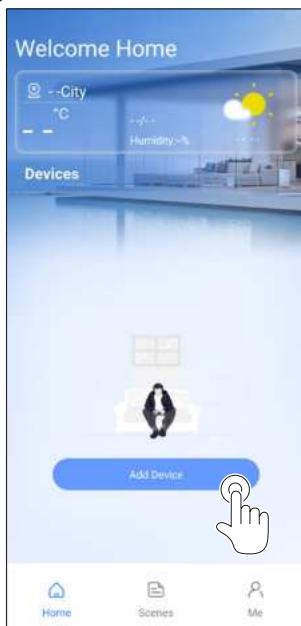 Welcome Home
--City
°C
-- --/--
Humidity:--%
Devices
Add Device
Home Scenes Me